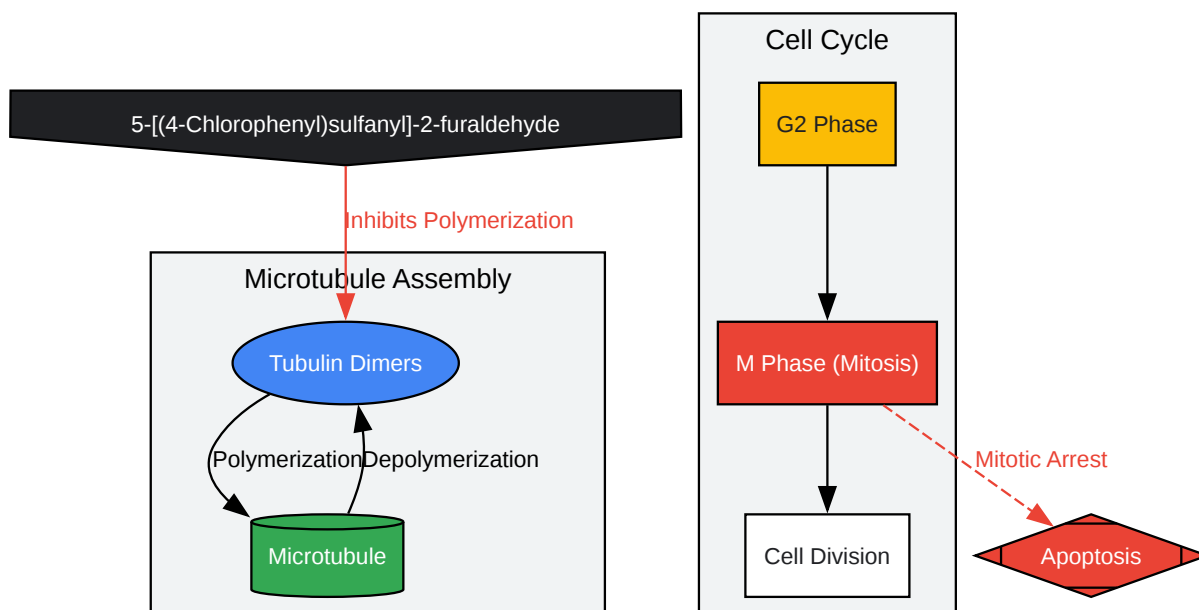 Cell Cycle
5-[(4-Chlorophenyl)sulfanyl]-2-furaldehyde
G2 Phase
Inhibits Polymerization
Microtubule Assembly
Tubulin Dimers
M Phase (Mitosis)
Polymerization
Depolymerization
Mitotic Arrest
Microtubule
Cell Division
Apoptosis